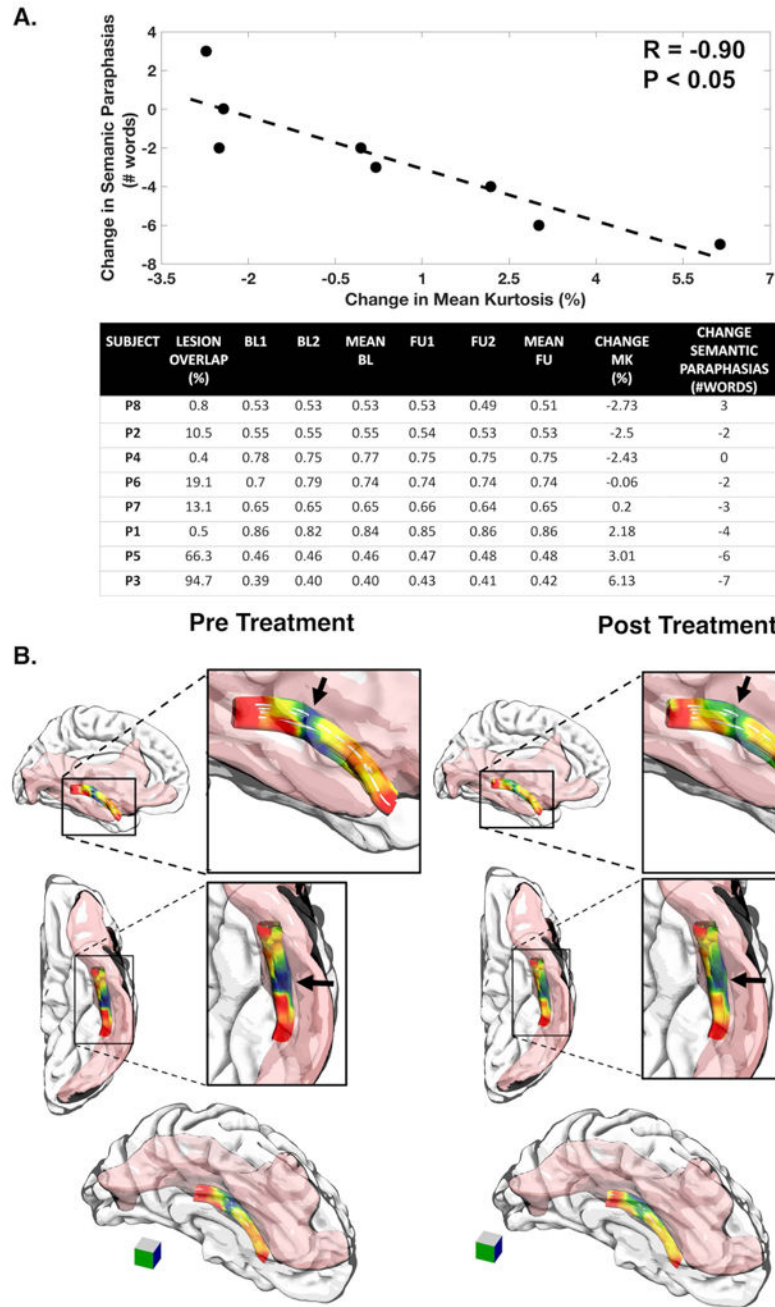 A.
R = -0.90
P < 0.05
Change in Semanic Paraphasias
(# words)
4
2
0
-2
-4
-6
-8
-3.5 -2 -0.5 1 2.5 4 5.5 7
Change in Mean Kurtosis (%)
SUBJECT LESION OVERLAP (%) BL1 BL2 MEAN BL FU1 FU2 MEAN FU CHANGE MK (%) CHANGE SEMANTIC PARAPHASIAS (#WORDS)
P8 0.8 0.53 0.53 0.53 0.53 0.49 0.51 -2.73 3
P2 10.5 0.55 0.55 0.55 0.54 0.53 0.53 -2.5 -2
P4 0.4 0.78 0.75 0.77 0.75 0.75 0.75 -2.43 0
P6 19.1 0.7 0.79 0.74 0.74 0.74 0.74 -0.06 -2
P7 13.1 0.65 0.65 0.65 0.66 0.64 0.65 0.2 -3
P1 0.5 0.86 0.82 0.84 0.85 0.86 0.86 2.18 -4
P5 66.3 0.46 0.46 0.46 0.47 0.48 0.48 3.01 -6
P3 94.7 0.39 0.40 0.40 0.43 0.41 0.42 6.13 -7
Pre Treatment Post Treatment
B.